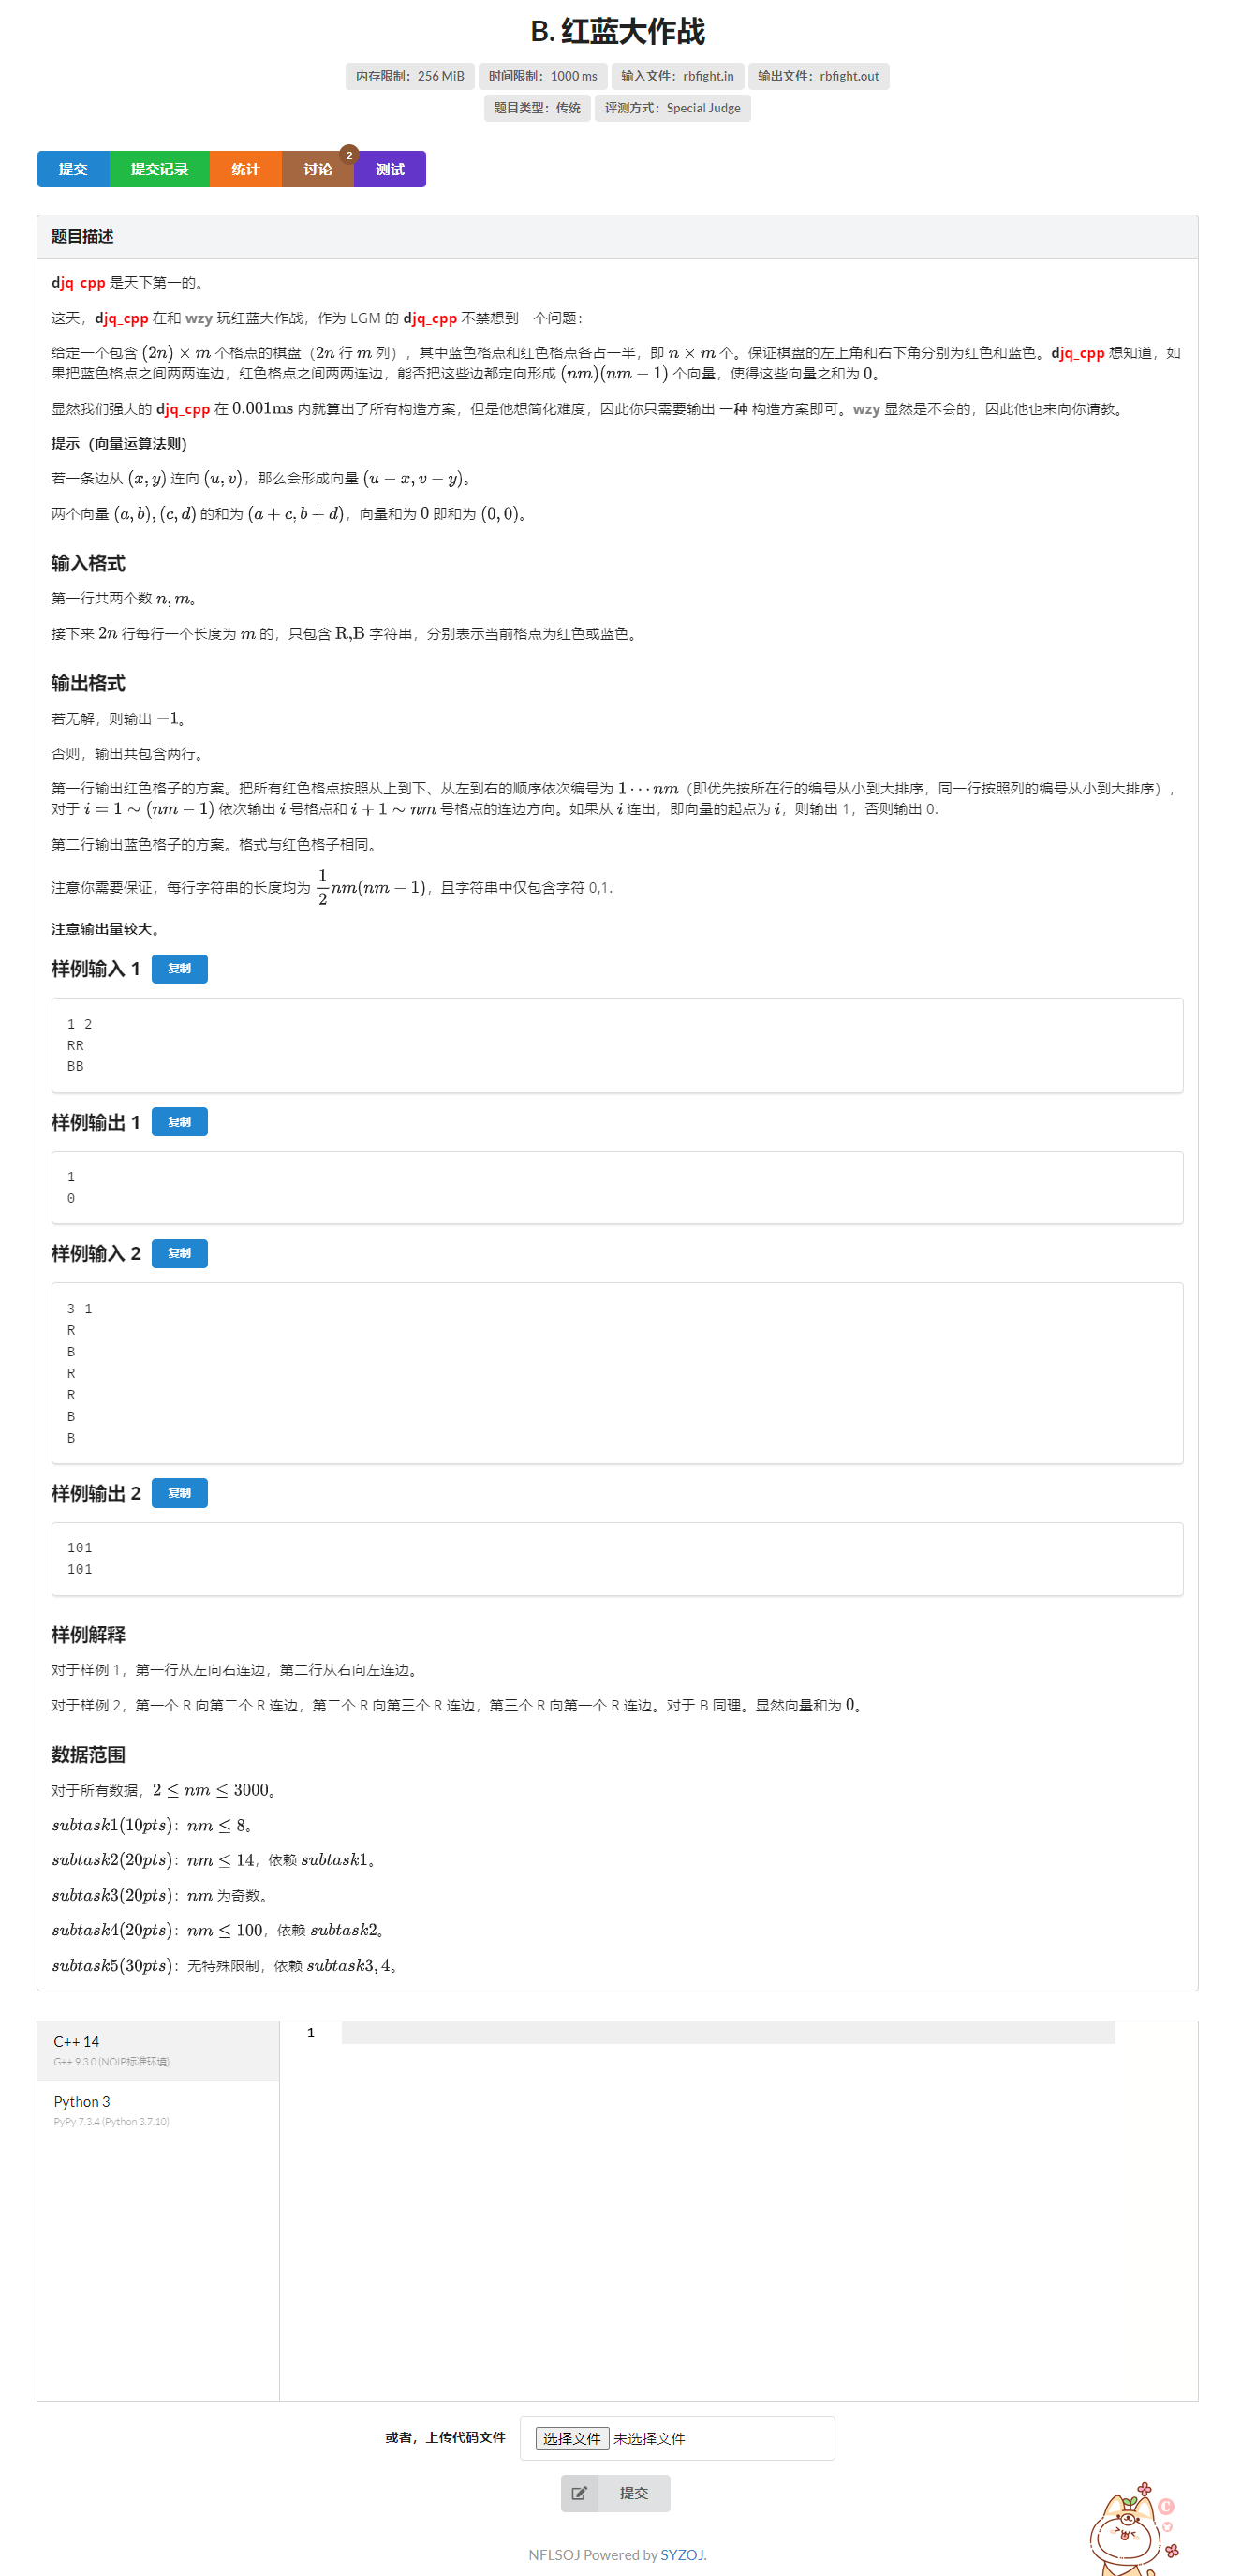 B. 红蓝大作战
内存限制：256 MiB 时间限制：1000 ms 输入文件：rbfight.in 输出文件：rbfight.out
题目类型：传统 评测方式：Special Judge
提交 提交记录 统计 讨论 2 测试
题目描述
djq_cpp 是天下第一的。
这天，djq_cpp 在和 wzy 玩红蓝大作战，作为 LGM 的 djq_cpp 不禁想到一个问题：
给定一个包含 (2n) × m 个格点的棋盘（2n 行 m 列），其中蓝色格点和红色格点各占一半，即 n × m 个。保证棋盘的左上角和右下角分别为红色和蓝色。djq_cpp 想知道，如
果把蓝色格点之间两两连边，红色格点之间两两连边，能否把这些边都定向形成 (nm)(nm − 1) 个向量，使得这些向量之和为 0。
显然我们强大的 djq_cpp 在 0.001ms 内就算出了所有构造方案，但是他想简化难度，因此你只需要输出 一种 构造方案即可。wzy 显然是不会的，因此他也来向你请教。
提示（向量运算法则）
若一条边从 (x, y) 连向 (u, v)，那么会形成向量 (u − x, v − y)。
两个向量 (a, b), (c, d) 的和为 (a + c, b + d)，向量和为 0 即和为 (0, 0)。
输入格式
第一行共两个数 n, m。
接下来 2n 行每行一个长度为 m 的，只包含 R,B 字符串，分别表示当前格点为红色或蓝色。
输出格式
若无解，则输出 −1。
否则，输出共包含两行。
第一行输出红色格子的方案。把所有红色格点按照从上到下、从左到右的顺序依次编号为 1 ⋯ nm（即优先按所在行的编号从小到大排序，同一行按照列的编号从小到大排序），
对于 i = 1 ∼ (nm − 1) 依次输出 i 号格点和 i + 1 ∼ nm 号格点的连边方向。如果从 i 连出，即向量的起点为 i，则输出 1，否则输出 0.
第二行输出蓝色格子的方案。格式与红色格子相同。
注意你需要保证，每行字符串的长度均为 \frac{1}{2}nm(nm − 1)，且字符串中仅包含字符 0,1.
注意输出量较大。
样例输入 1 复制
1 2
RR
BB
样例输出 1 复制
1
0
样例输入 2 复制
3 1
R
B
R
R
B
B
样例输出 2 复制
101
101
样例解释
对于样例 1，第一行从左向右连边，第二行从右向左连边。
对于样例 2，第一个 R 向第二个 R 连边，第二个 R 向第三个 R 连边，第三个 R 向第一个 R 连边。对于 B 同理。显然向量和为 0。
数据范围
对于所有数据，2 ≤ nm ≤ 3000。
subtask1(10pts)：nm ≤ 8。
subtask2(20pts)：nm ≤ 14，依赖 subtask1。
subtask3(20pts)：nm 为奇数。
subtask4(20pts)：nm ≤ 100，依赖 subtask2。
subtask5(30pts)：无特殊限制，依赖 subtask3, 4。
C++ 14
G++ 9.3.0 (NOIP标准环境)
1
Python 3
PyPy 7.3.4 (Python 3.7.10)
或者，上传代码文件 选择文件 未选择文件
提交
NFLSOJ Powered by SYZOJ.